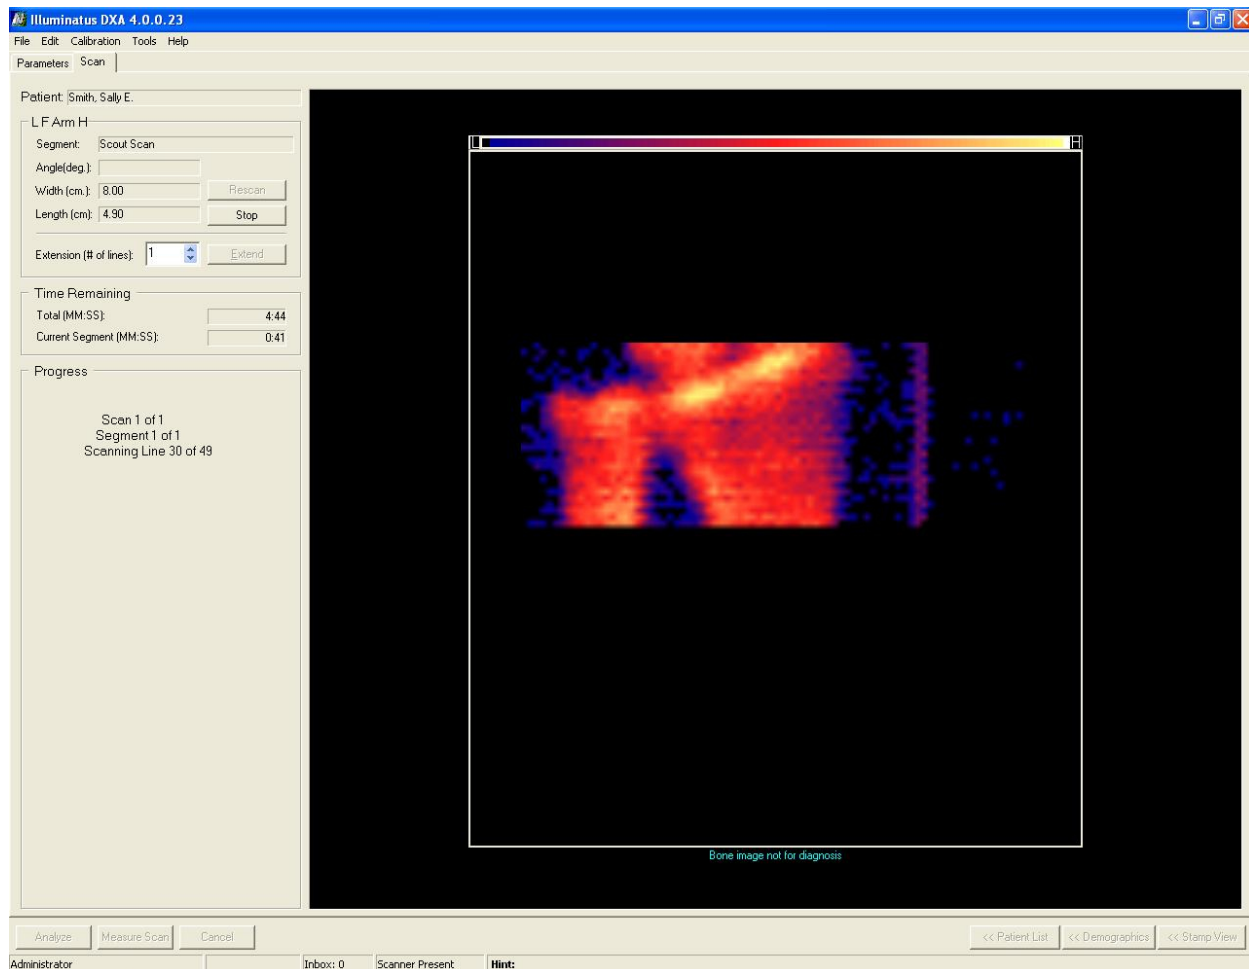 Illuminatus DXA 4.0.0.23
File Edit Calibration Tools Help
Parameters Scan
Patient: Smith, Sally E.
L F Arm H
Segment: Scout Scan
Angle(deg.):
Width (cm.): 8.00 Rescan
Length (cm): 4.90 Stop
Extension (# of lines): 1 Extend
Time Remaining
Total (MM:SS): 4:44
Current Segment (MM:SS): 0:41
Progress
Scan 1 of 1
Segment 1 of 1
Scanning Line 30 of 49
L H
Bone image not for diagnosis
Analyze Measure Scan Cancel << Patient List << Demographics << Stamp View
Administrator Inbox: 0 Scanner Present Hint: